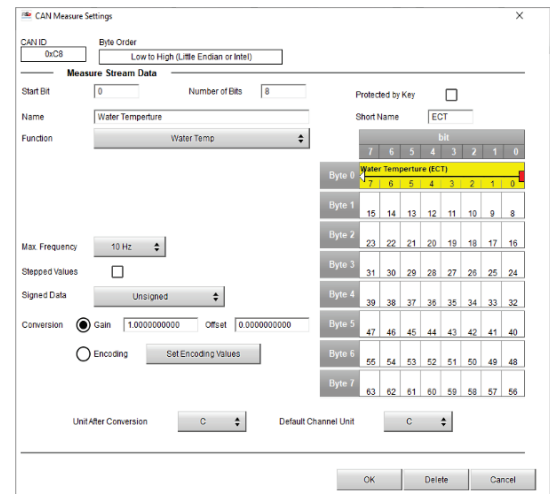 CAN Measure Settings
CAN ID Byte Order
0xC8 Low to High (Little Endian or Intel)
Measure Stream Data
Start Bit 0 Number of Bits 8 Protected by Key
Name Water Temperture Short Name ECT
Function Water Temp
bit
7 6 5 4 3 2 1 0
Byte 0 Water Temperture (ECT)
7 6 5 4 3 2 1 0
Byte 1 15 14 13 12 11 10 9 8
Byte 2 23 22 21 20 19 18 17 16
Max. Frequency 10 Hz
Byte 3 31 30 29 28 27 26 25 24
Stepped Values
Byte 4 39 38 37 36 35 34 33 32
Signed Data Unsigned
Byte 5 47 46 45 44 43 42 41 40
Conversion Gain 1.0000000000 Offset 0.0000000000
Byte 6 55 54 53 52 51 50 49 48
Encoding Set Encoding Values
Byte 7 63 62 61 60 59 58 57 56
Unit After Conversion C Default Channel Unit C
OK Delete Cancel